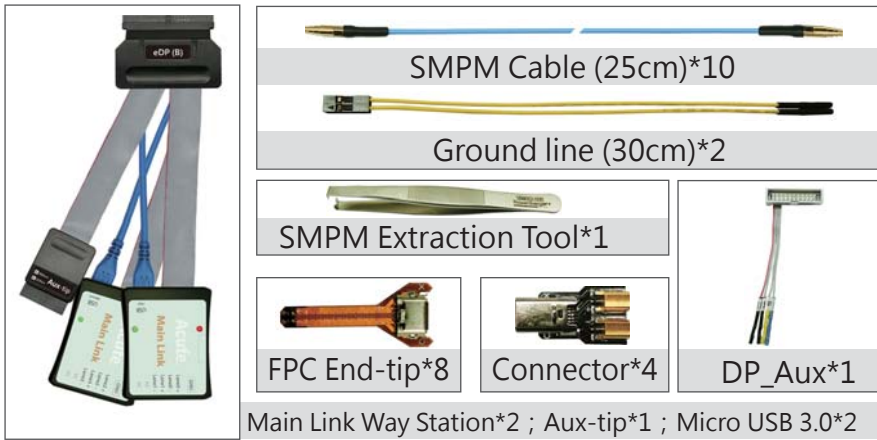 eDP (B)
Aux-tip
Acute
Main Link
Acute
Main Link
SMPM Cable (25cm)*10
Ground line (30cm)*2
SMPM Extraction Tool*1
FPC End-tip*8
Connector*4
DP_Aux*1
Main Link Way Station*2 ; Aux-tip*1 ; Micro USB 3.0*2